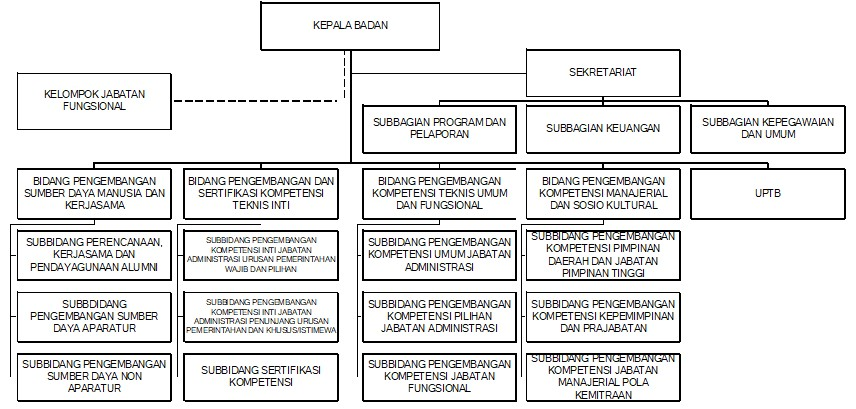 KEPALA BADAN
SEKRETARIAT
KELOMPOK JABATAN
FUNGSIONAL
SUBBAGIAN PROGRAM DAN
PELAPORAN
SUBBAGIAN KEUANGAN
SUBBAGIAN KEPEGAWAIAN
DAN UMUM
BIDANG PENGEMBANGAN
SUMBER DAYA MANUSIA DAN
KERJASAMA
BIDANG PENGEMBANGAN DAN
SERTIFIKASI KOMPETENSI
TEKNIS INTI
BIDANG PENGEMBANGAN
KOMPETENSI TEKNIS UMUM
DAN FUNGSIONAL
BIDANG PENGEMBANGAN
KOMPETENSI MANAJERIAL
DAN SOSIO KULTURAL
UPTB
SUBBIDANG PERENCANAAN,
KERJASAMA DAN
PENDAYAGUNAAN ALUMNI
SUBBIDANG PENGEMBANGAN
KOMPETENSI INTI JABATAN
ADMINISTRASI URUSAN PEMERINTAHAN
WAJIB DAN PILIHAN
SUBBIDANG PENGEMBANGAN
KOMPETENSI UMUM JABATAN
ADMINISTRASI
SUBBIDANG PENGEMBANGAN
KOMPETENSI PIMPINAN
DAERAH DAN JABATAN
PIMPINAN TINGGI
SUBBDIDANG
PENGEMBANGAN SUMBER
DAYA APARATUR
SUBBIDANG PENGEMBANGAN
KOMPETENSI INTI JABATAN
ADMINISTRASI PENUNJANG URUSAN
PEMERINTAHAN DAN KHUSUS/ISTIMEWA
SUBBIDANG PENGEMBANGAN
KOMPETENSI PILIHAN
JABATAN ADMINISTRASI
SUBBIDANG PENGEMBANGAN
KOMPETENSI KEPEMIMPINAN
DAN PRAJABATAN
SUBBIDANG PENGEMBANGAN
SUMBER DAYA NON
APARATUR
SUBBIDANG SERTIFIKASI
KOMPETENSI
SUBBIDANG PENGEMBANGAN
KOMPETENSI JABATAN
FUNGSIONAL
SUBBIDANG PENGEMBANGAN
KOMPETENSI JABATAN
MANAJERIAL POLA
KEMITRAAN